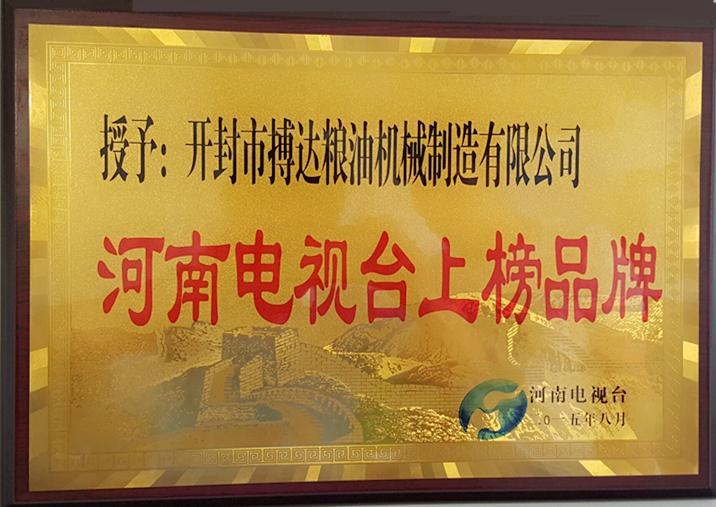 授予：开封市搏达粮油机械制造有限公司
河南电视台上榜品牌
河南电视台
二0一五年八月